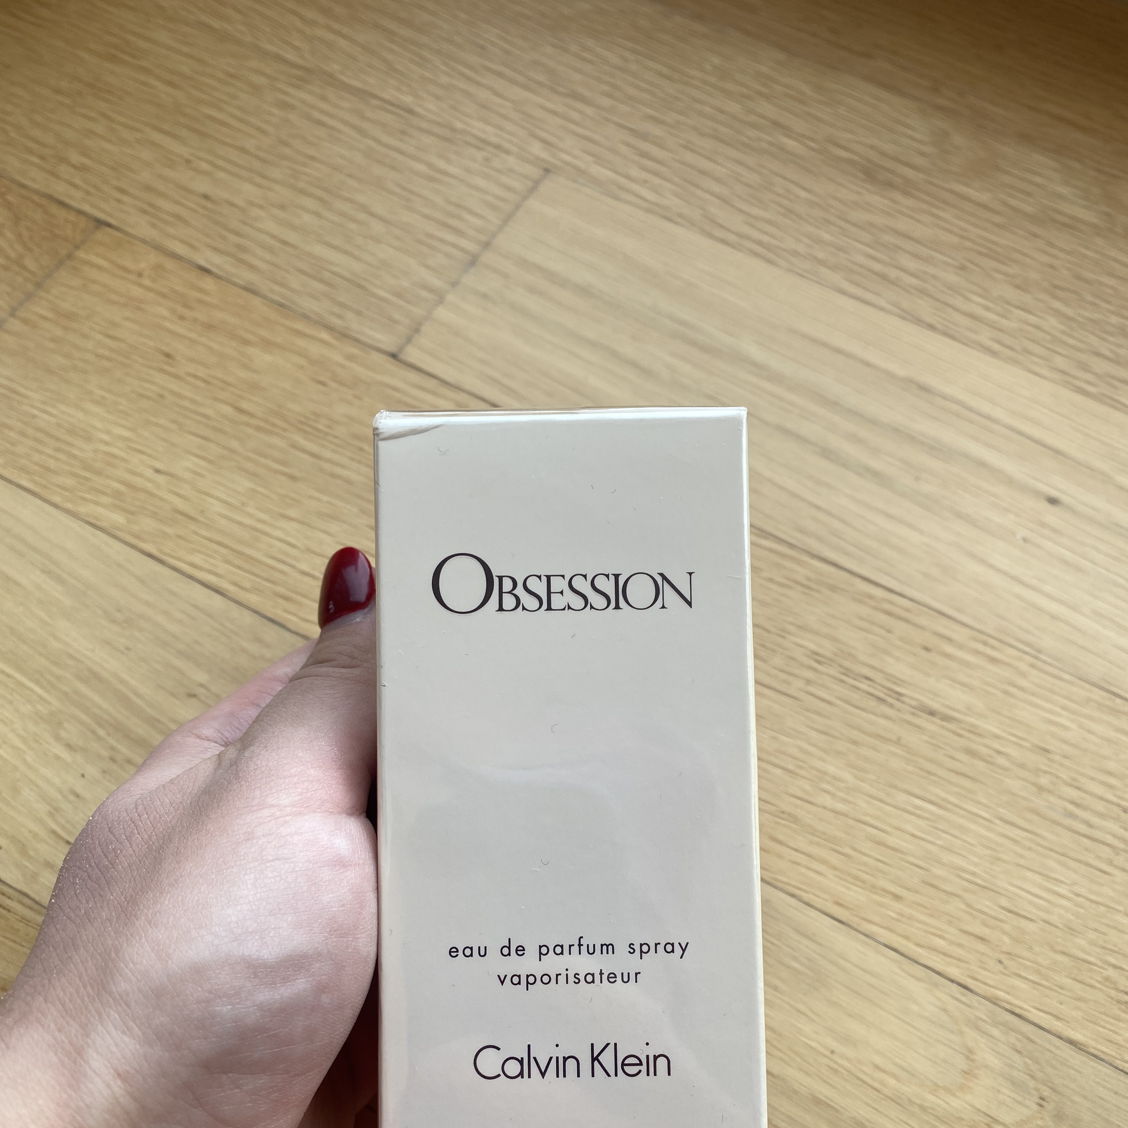 OBSESSION
eau de parfum spray
vaporisateur
Calvin Klein